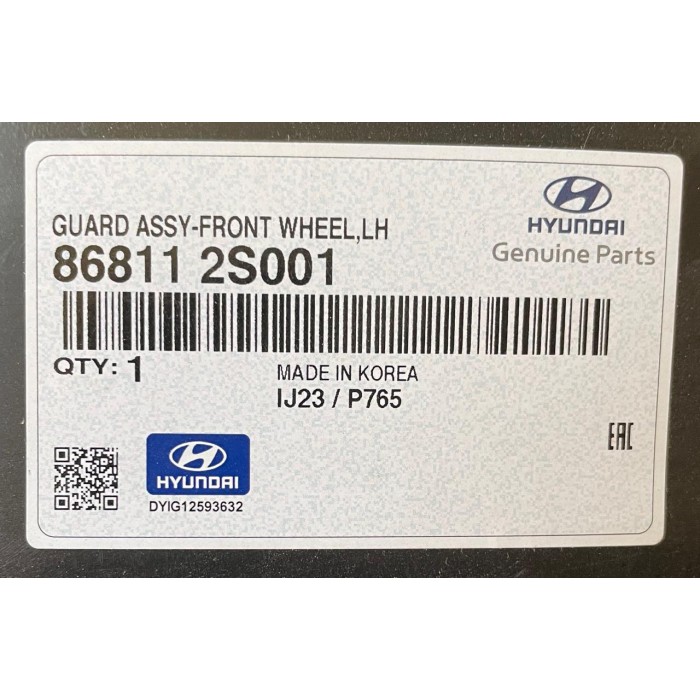 GUARD ASSY-FRONT WHEEL,LH
86811 2S001
HYUNDAI
Genuine Parts
QTY: 1
MADE IN KOREA
IJ23 / P765
EAC
HYUNDAI
DYIG12593632